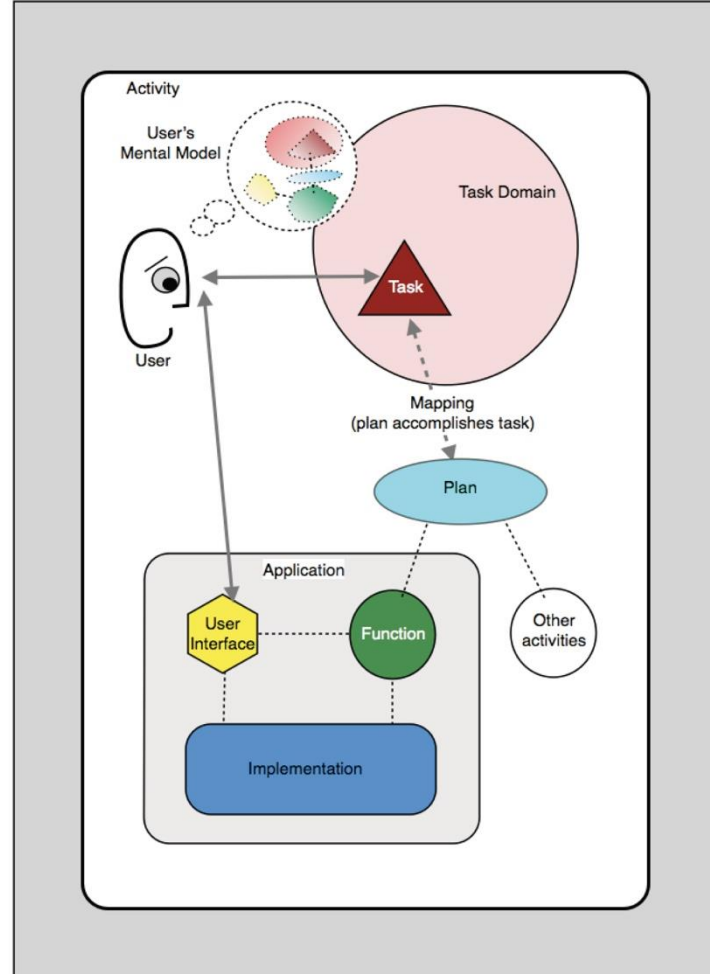 Activity
User's
Mental Model
Task Domain
Task
User
Mapping
(plan accomplishes task)
Plan
Application
User
Interface
Function
Other
activities
Implementation